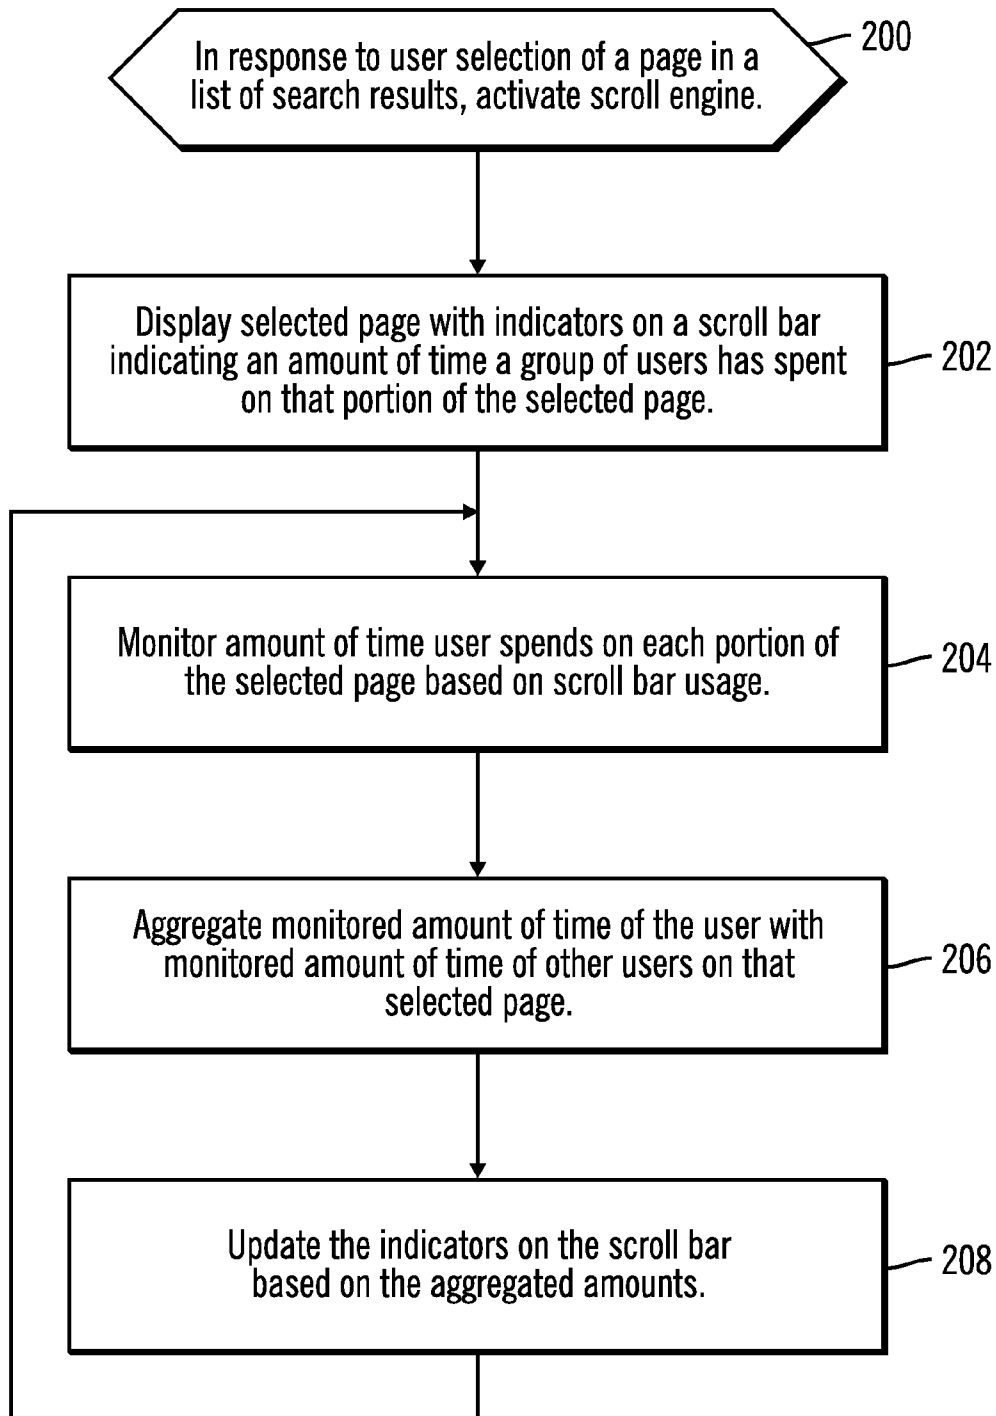 In response to user selection of a page in a
list of search results, activate scroll engine.
200
Display selected page with indicators on a scroll bar
indicating an amount of time a group of users has spent
on that portion of the selected page.
202
Monitor amount of time user spends on each portion of
the selected page based on scroll bar usage.
204
Aggregate monitored amount of time of the user with
monitored amount of time of other users on that
selected page.
206
Update the indicators on the scroll bar
based on the aggregated amounts.
208